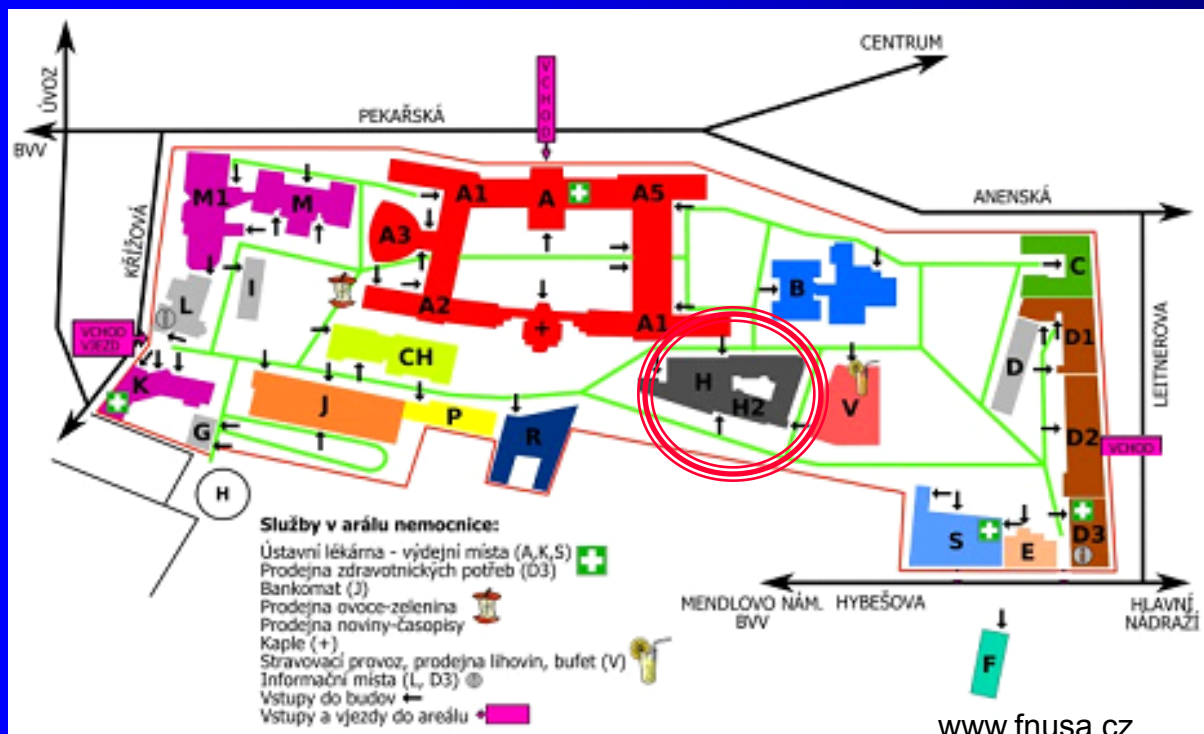 CENTRUM
ÚVOZ
VCHOD
PEKAŘSKÁ
BVV
ANENSKÁ
M1
M
A1
A
A5
A3
KŘÍŽOVÁ
C
L
I
B
A2
A1
D1
VCHOD
VJEZD
CH
D
LEITNEROVA
K
H
H2
V
J
P
G
R
D2
VCHOD
H
S
E
D3
Služby v arálu nemocnice:
Ústavní lékárna - výdejní místa (A,K,S)
Prodejna zdravotnických potřeb (D3)
Bankomat (J)
Prodejna ovoce-zelenina
Prodejna noviny-časopisy
Kaple (+)
Stravovací provoz, prodejna lihovin, bufet (V)
Informační místa (L, D3)
Vstupy do budov
Vstupy a vjezdy do areálu
MENDLOVO NÁM.
BVV
HYBEŠOVA
HLAVNÍ
NÁDRAŽÍ
F
www.fnusa.cz